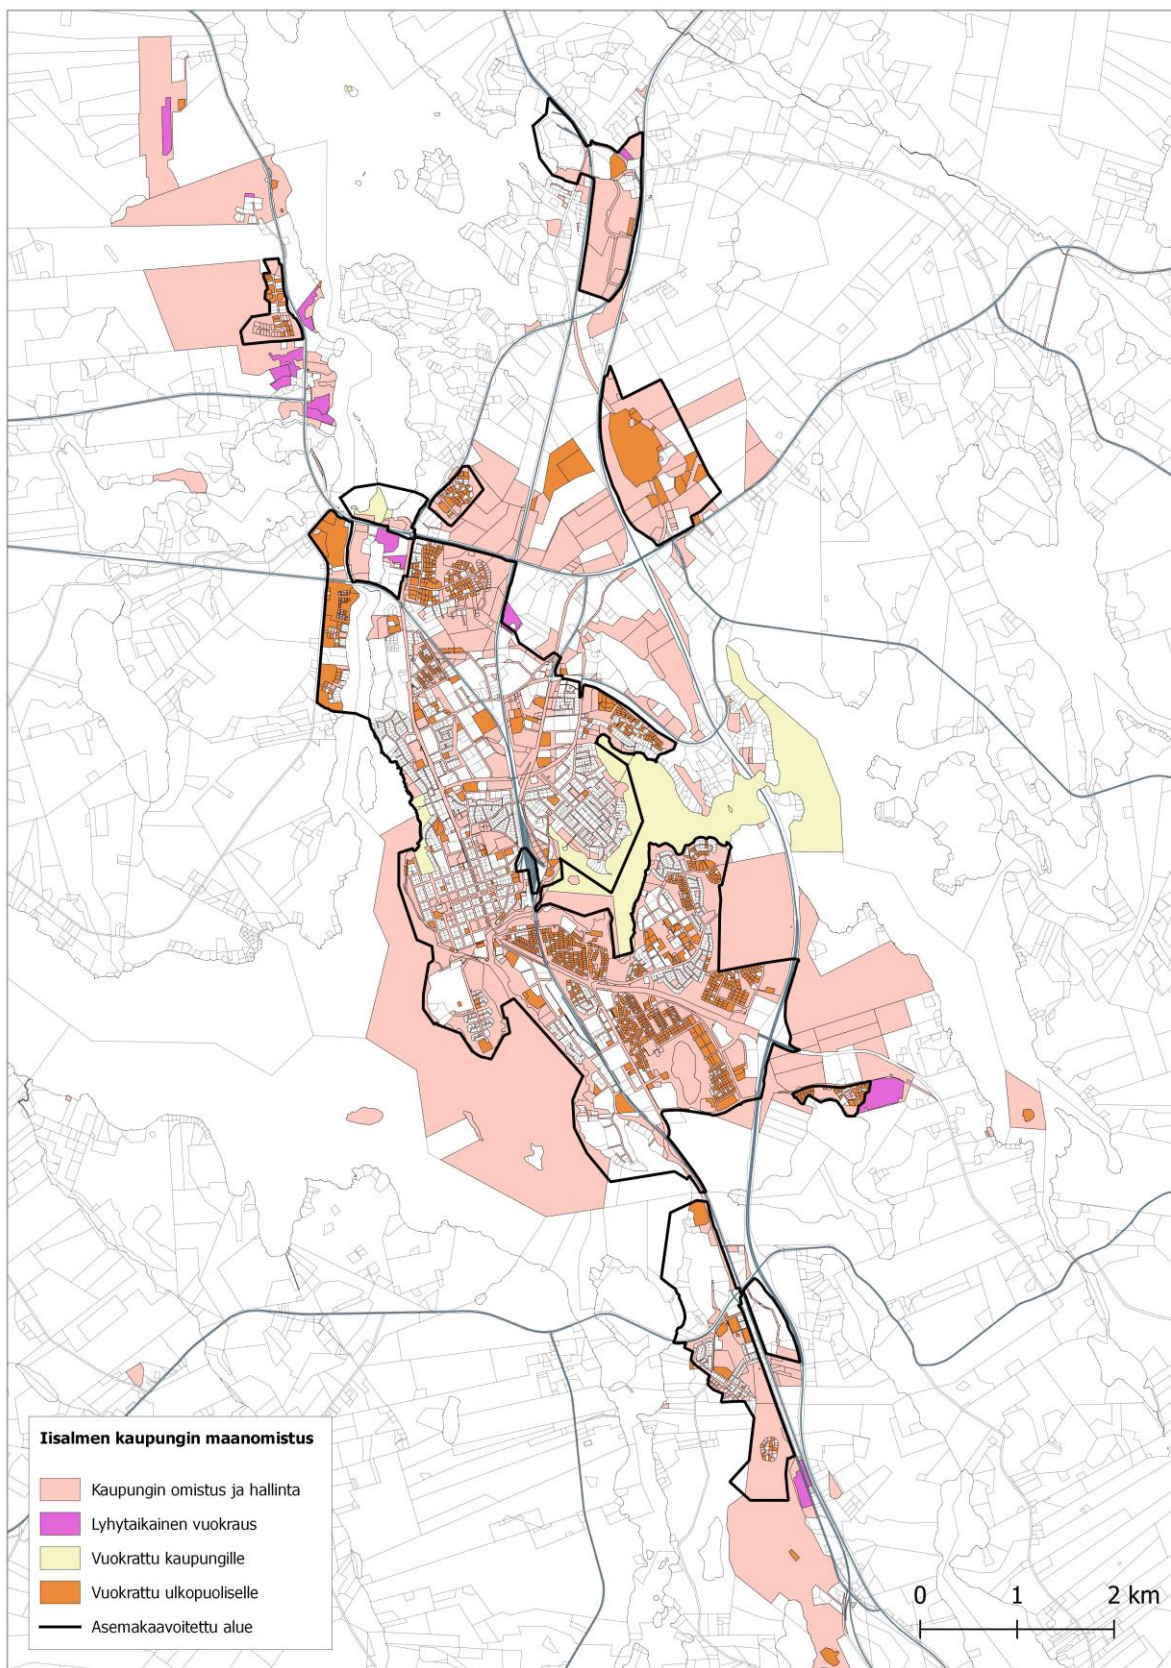 Iisalmen kaupungin maanomistus
Kaupungin omistus ja hallinta
Lyhytaikainen vuokraus
Vuokrattu kaupungille
Vuokrattu ulkopuoliselle
Asemakaavoitettu alue
0 1 2 km